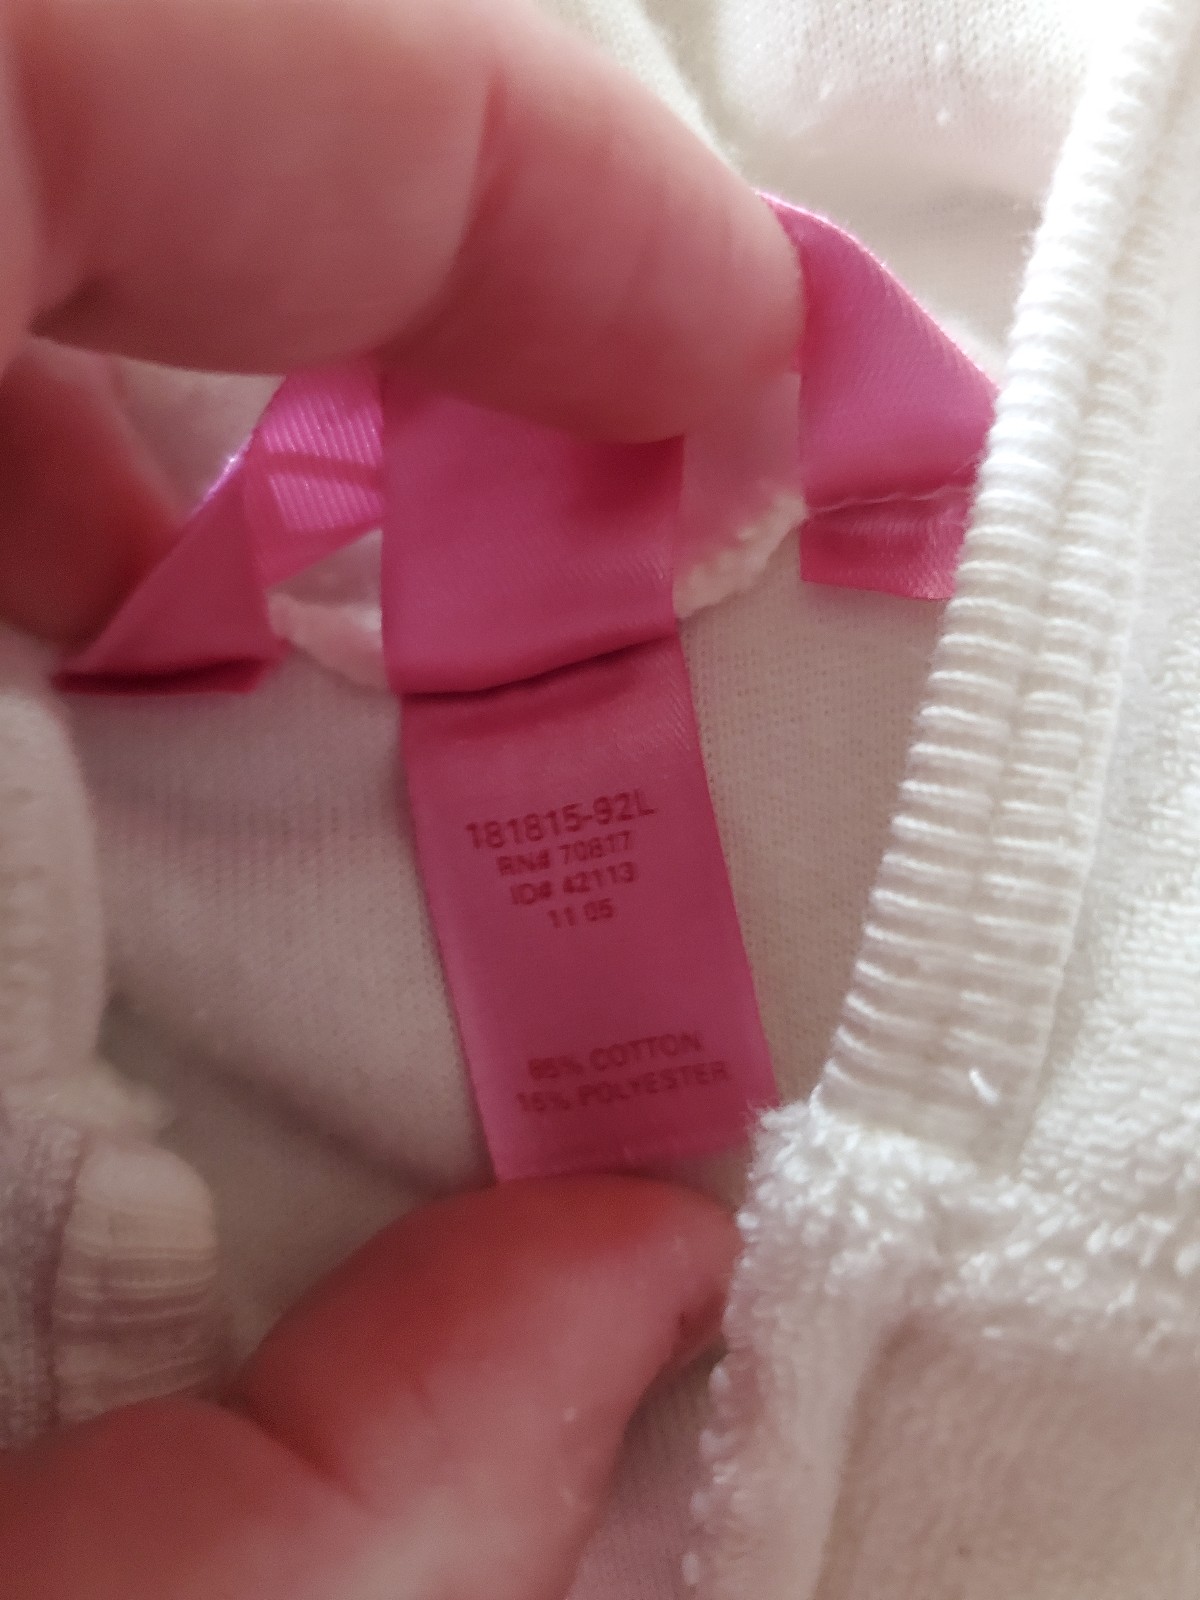 181815-92L
RN# 70817
ID# 42113
11 05
85% COTTON
15% POLYESTER